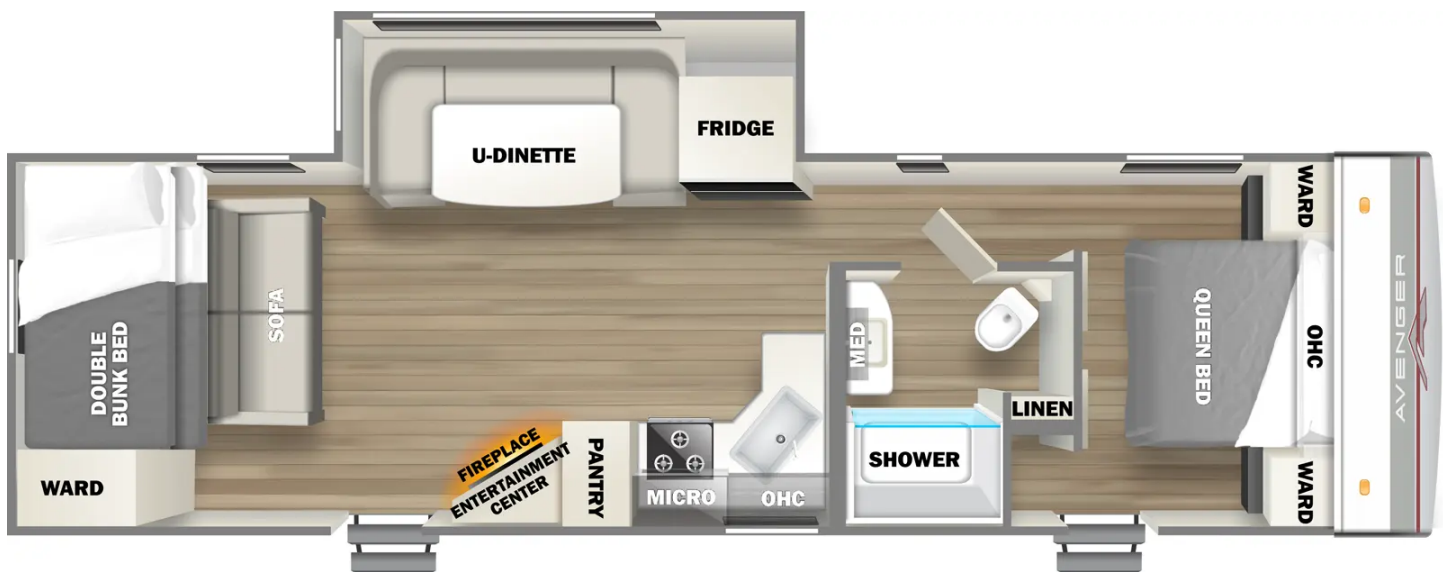 U-DINETTE
FRIDGE
DOUBLE
BUNK BED
SOFA
WARD
FIREPLACE
ENTERTAINMENT
CENTER
PANTRY
MICRO
OHC
MED
SHOWER
LINEN
QUEEN BED
WARD
OHC
WARD
AVENGER